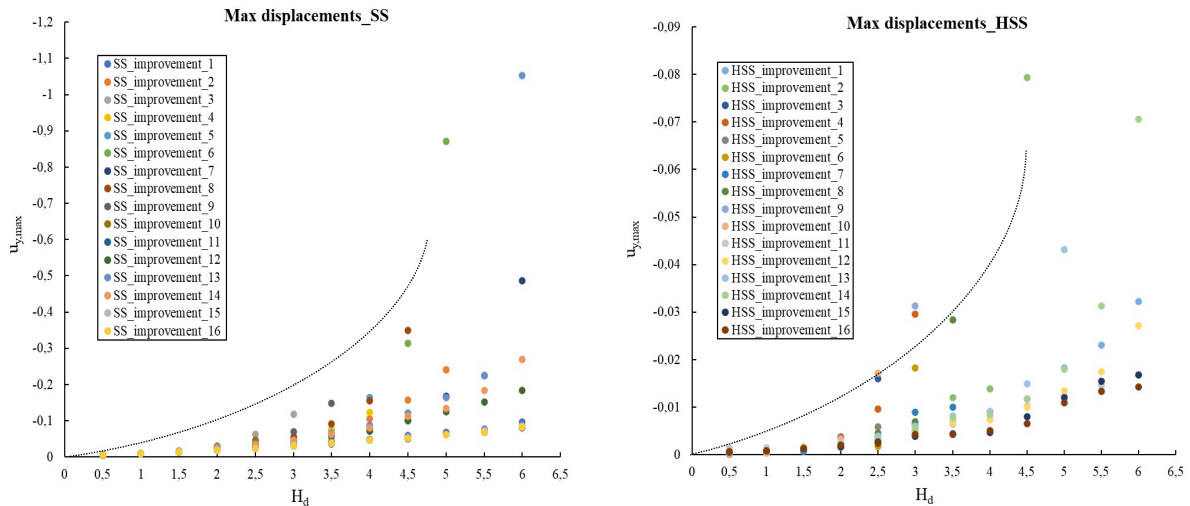 Max displacements_SS
-1,2
-1,1
-1
-0,9
-0,8
-0,7
-0,6
-0,5
-0,4
-0,3
-0,2
-0,1
0
u_y,max
SS_improvement_1
SS_improvement_2
SS_improvement_3
SS_improvement_4
SS_improvement_5
SS_improvement_6
SS_improvement_7
SS_improvement_8
SS_improvement_9
SS_improvement_10
SS_improvement_11
SS_improvement_12
SS_improvement_13
SS_improvement_14
SS_improvement_15
SS_improvement_16
0 0,5 1 1,5 2 2,5 3 3,5 4 4,5 5 5,5 6 6,5
H_d
Max displacements_HSS
-0,09
-0,08
-0,07
-0,06
-0,05
-0,04
-0,03
-0,02
-0,01
0
u_y,max
HSS_improvement_1
HSS_improvement_2
HSS_improvement_3
HSS_improvement_4
HSS_improvement_5
HSS_improvement_6
HSS_improvement_7
HSS_improvement_8
HSS_improvement_9
HSS_improvement_10
HSS_improvement_11
HSS_improvement_12
HSS_improvement_13
HSS_improvement_14
HSS_improvement_15
HSS_improvement_16
0 0,5 1 1,5 2 2,5 3 3,5 4 4,5 5 5,5 6 6,5
H_d